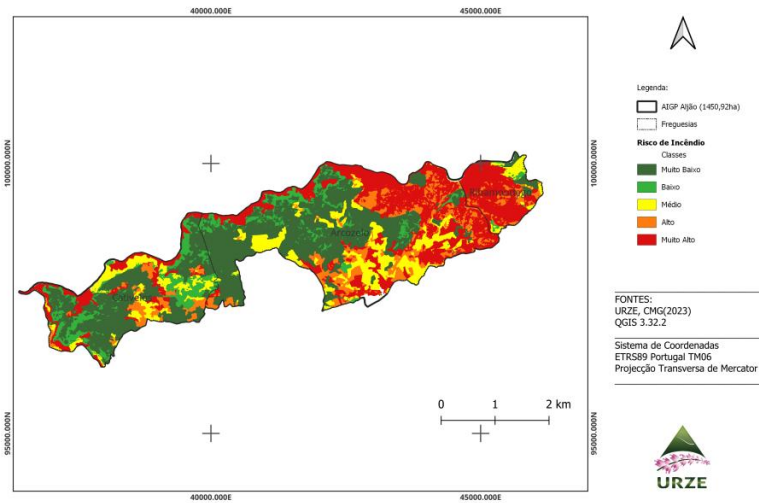 40000.000E
45000.000E
100000.000N
100000.000N
Legenda:
AIGP Aljão (1450,92ha)
Freguesias
Risco de Incêndio
Classes
Muito Baixo
Baixo
Médio
Alto
Muito Alto
Arcozelo
FONTES:
URZE, CMG(2023)
QGIS 3.32.2
Sistema de Coordenadas
ETRS89 Portugal TM06
Projecção Transversa de Mercator
0 1 2 km
95000.000N
95000.000N
40000.000E
45000.000E
URZE